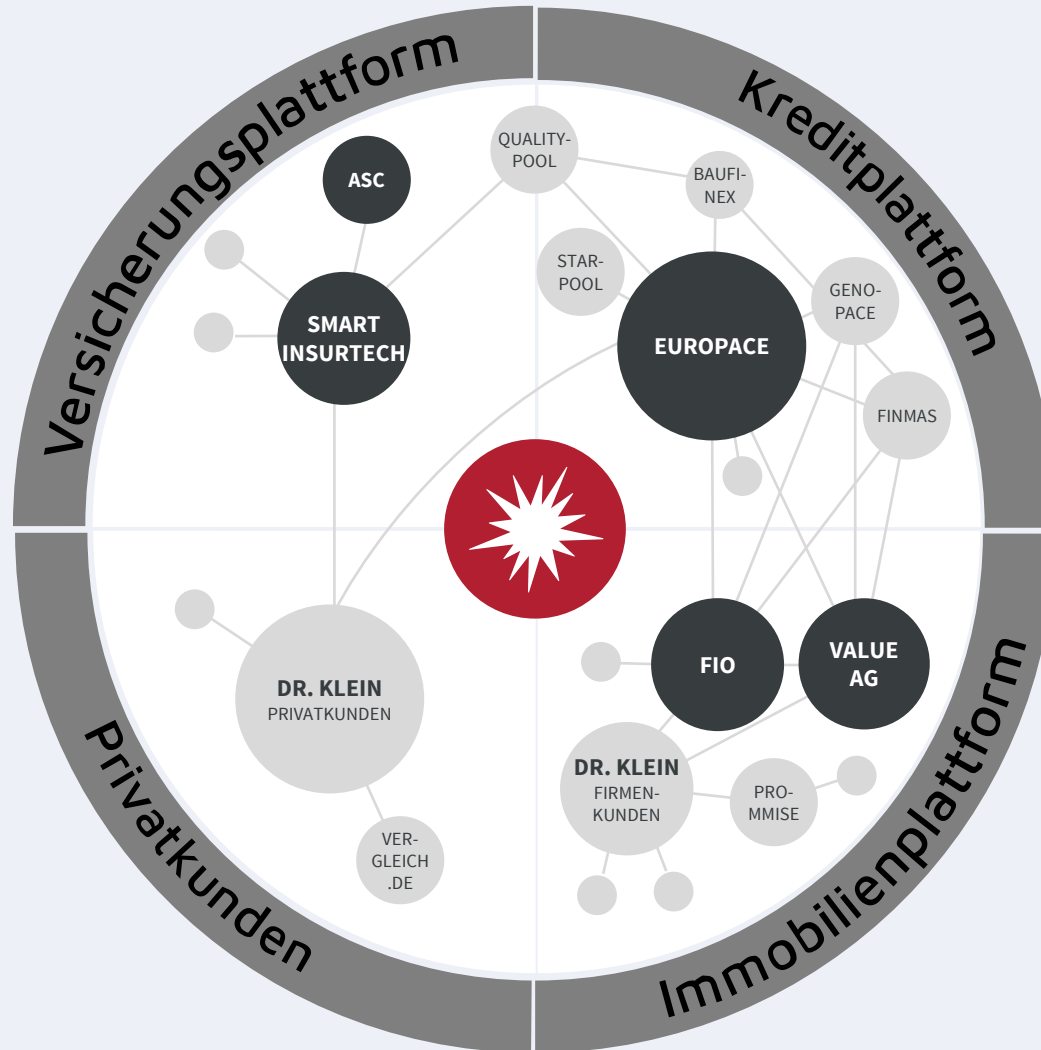 Versicherungsplattform
Kreditplattform
QUALITY-
POOL
ASC
BAUFI-
NEX
STAR-
POOL
GENO-
PACE
SMART
INSURTECH
EUROPACE
FINMAS
DR. KLEIN
PRIVATKUNDEN
FIO
VALUE
AG
DR. KLEIN
FIRMEN-
KUNDEN
PRO-
MMISE
VER-
GLEICH
.DE
Privatkunden
Immobilienplattform